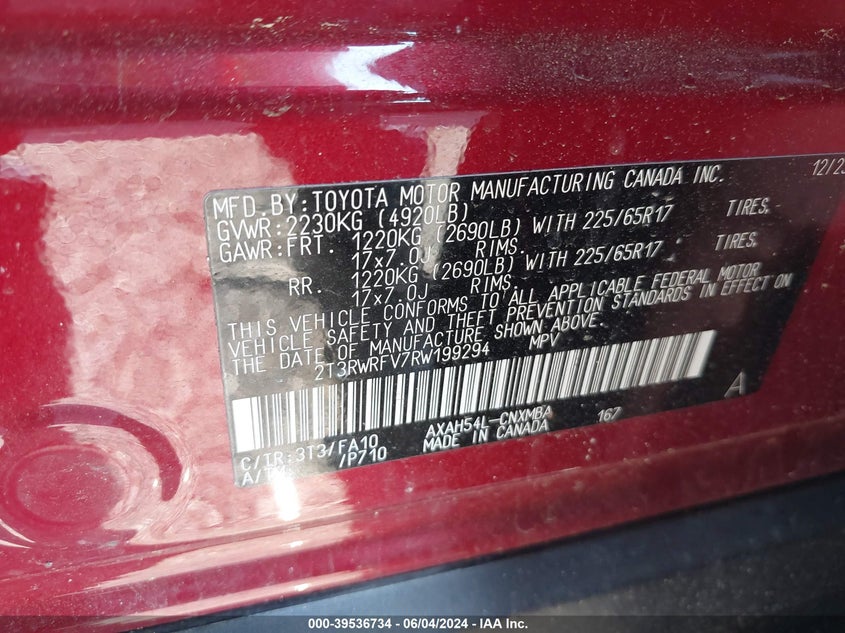 MFD.BY:TOYOTA MOTOR MANUFACTURING CANADA INC. 12/23
GVWR:2230KG (4920LB)
GAWR:FRT. 1220KG (2690LB) WITH 225/65R17 TIRES,
17x7.0J RIMS,
RR. 1220KG (2690LB) WITH 225/65R17 TIRES,
17x7.0J RIMS.
THIS VEHICLE CONFORMS TO ALL APPLICABLE FEDERAL MOTOR
VEHICLE SAFETY AND THEFT PREVENTION STANDARDS IN EFFECT ON
THE DATE OF MANUFACTURE SHOWN ABOVE.
2T3RWRFV7RW199294 MPV
A
C/TR:3T3/FA10 AXAH54L-CNXMBA 167
/P710 MADE IN CANADA
000-39536734 - 06/04/2024 - IAA Inc.